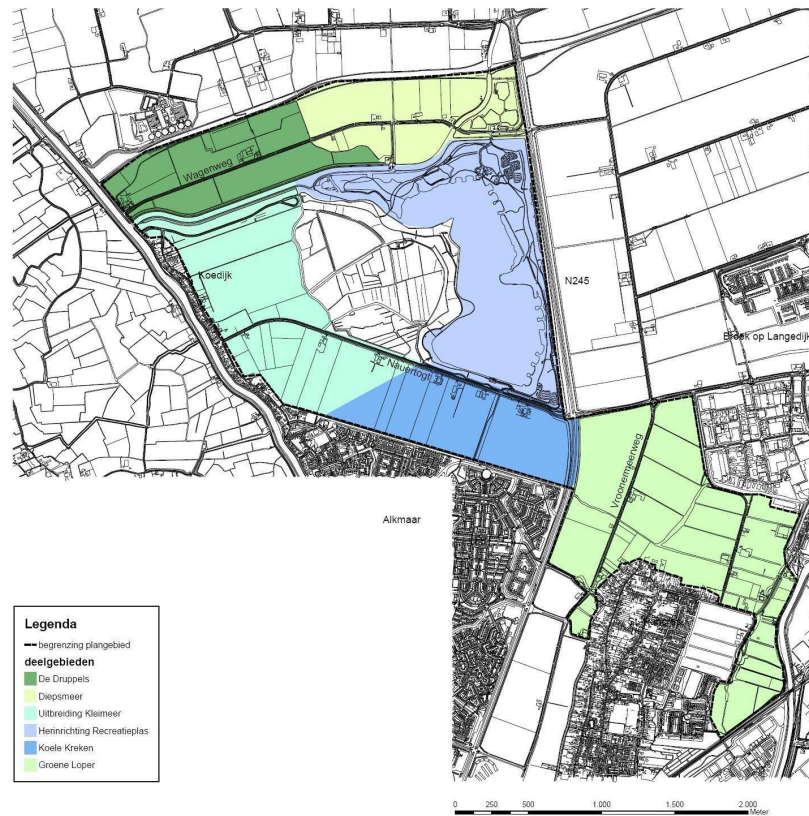 Wagenweg
Koedijk
N245
Broek op Langedijk
Nauertogt
Vroonermeerweg
Alkmaar
Legenda
begrenzing plangebied
deelgebieden
De Druppels
Diepsmeer
Uitbreiding Kleimeer
Herinrichting Recreatieplas
Koele Kreken
Groene Loper
0 250 500 1.000 1.500 2.000
Meter